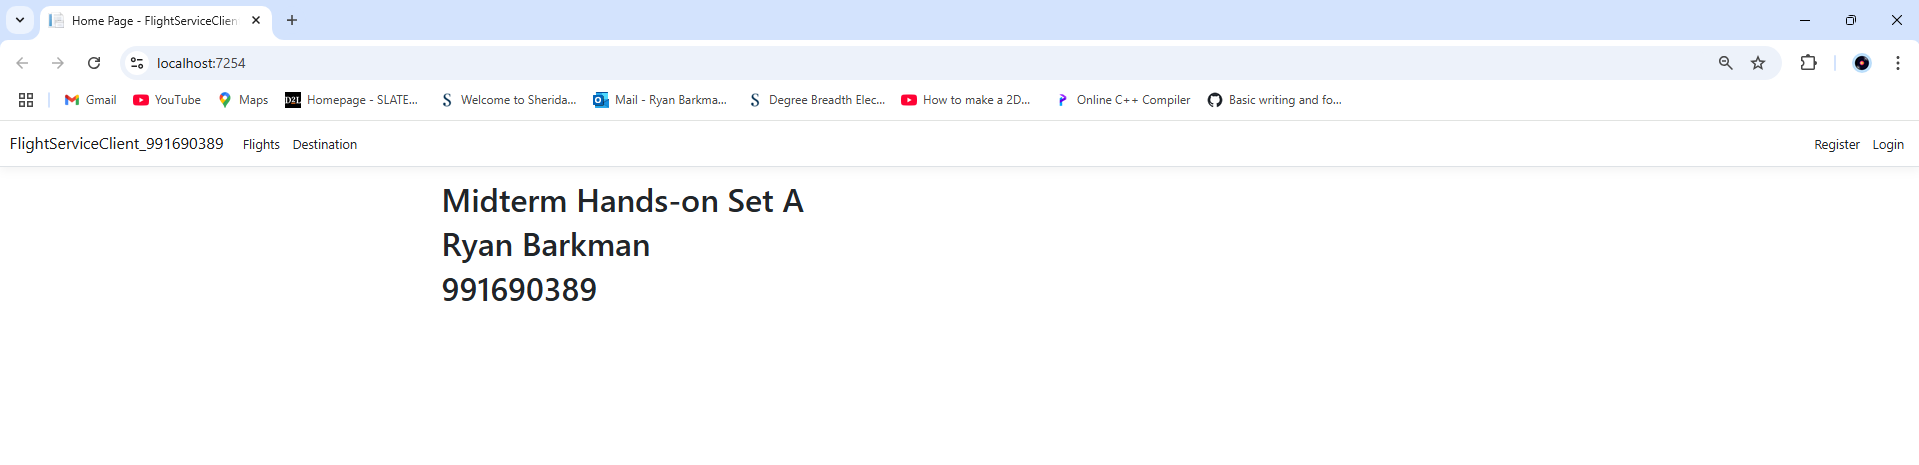 Home Page - FlightServiceClien
localhost:7254
Gmail YouTube Maps Homepage - SLATE... Welcome to Sherida... Mail - Ryan Barkma... Degree Breadth Elec... How to make a 2D... Online C++ Compiler Basic writing and fo...
FlightServiceClient_991690389 Flights Destination Register Login
Midterm Hands-on Set A
Ryan Barkman
991690389